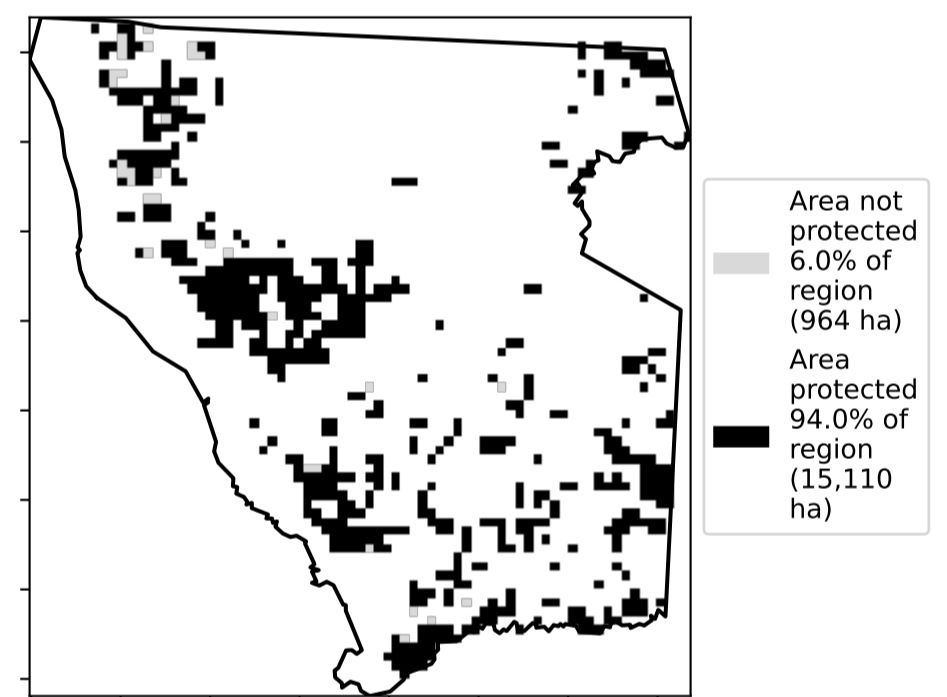 Area not
protected
6.0% of
region
(964 ha)
Area
protected
94.0% of
region
(15,110
ha)